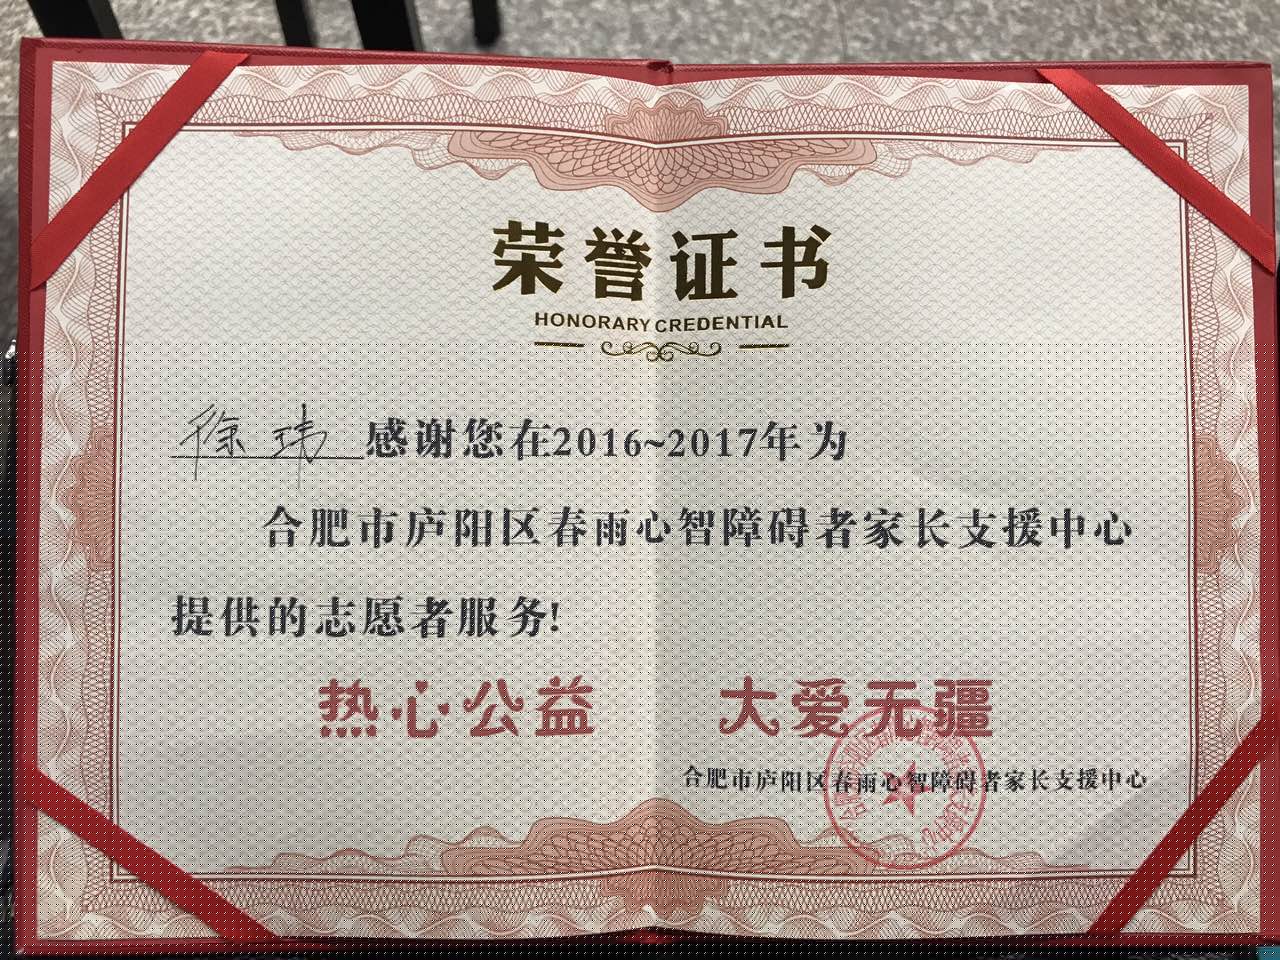 荣誉证书
HONORARY CREDENTIAL
徐玮感谢您在2016~2017年为
合肥市庐阳区春雨心智障碍者家长支援中心
提供的志愿者服务!
热心公益 大爱无疆
合肥市庐阳区春雨心智障碍者家长支援中心